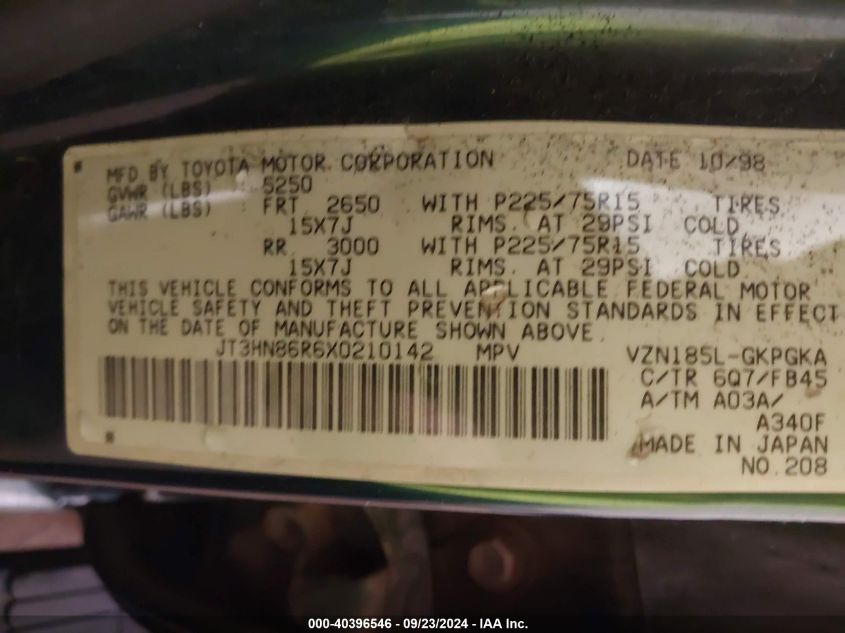 MFD BY TOYOTA MOTOR CORPORATION DATE 10/98
GVWR (LBS) 5250
GAWR (LBS) FRT 2650 WITH P225/75R15 TIRES
15X7J RIMS. AT 29PSI COLD
RR. 3000 WITH P225/75R15 TIRES
15X7J RIMS. AT 29PSI COLD
THIS VEHICLE CONFORMS TO ALL APPLICABLE FEDERAL MOTOR
VEHICLE SAFETY AND THEFT PREVENTION STANDARDS IN EFFECT
ON THE DATE OF MANUFACTURE SHOWN ABOVE.
JT3HN86R6X0210142 MPV VZN185L-GKPGKA
C/TR 6Q7/FB45
A/TM A03A/
A340F
MADE IN JAPAN
NO.208
000-40396546 - 09/23/2024 - IAA Inc.